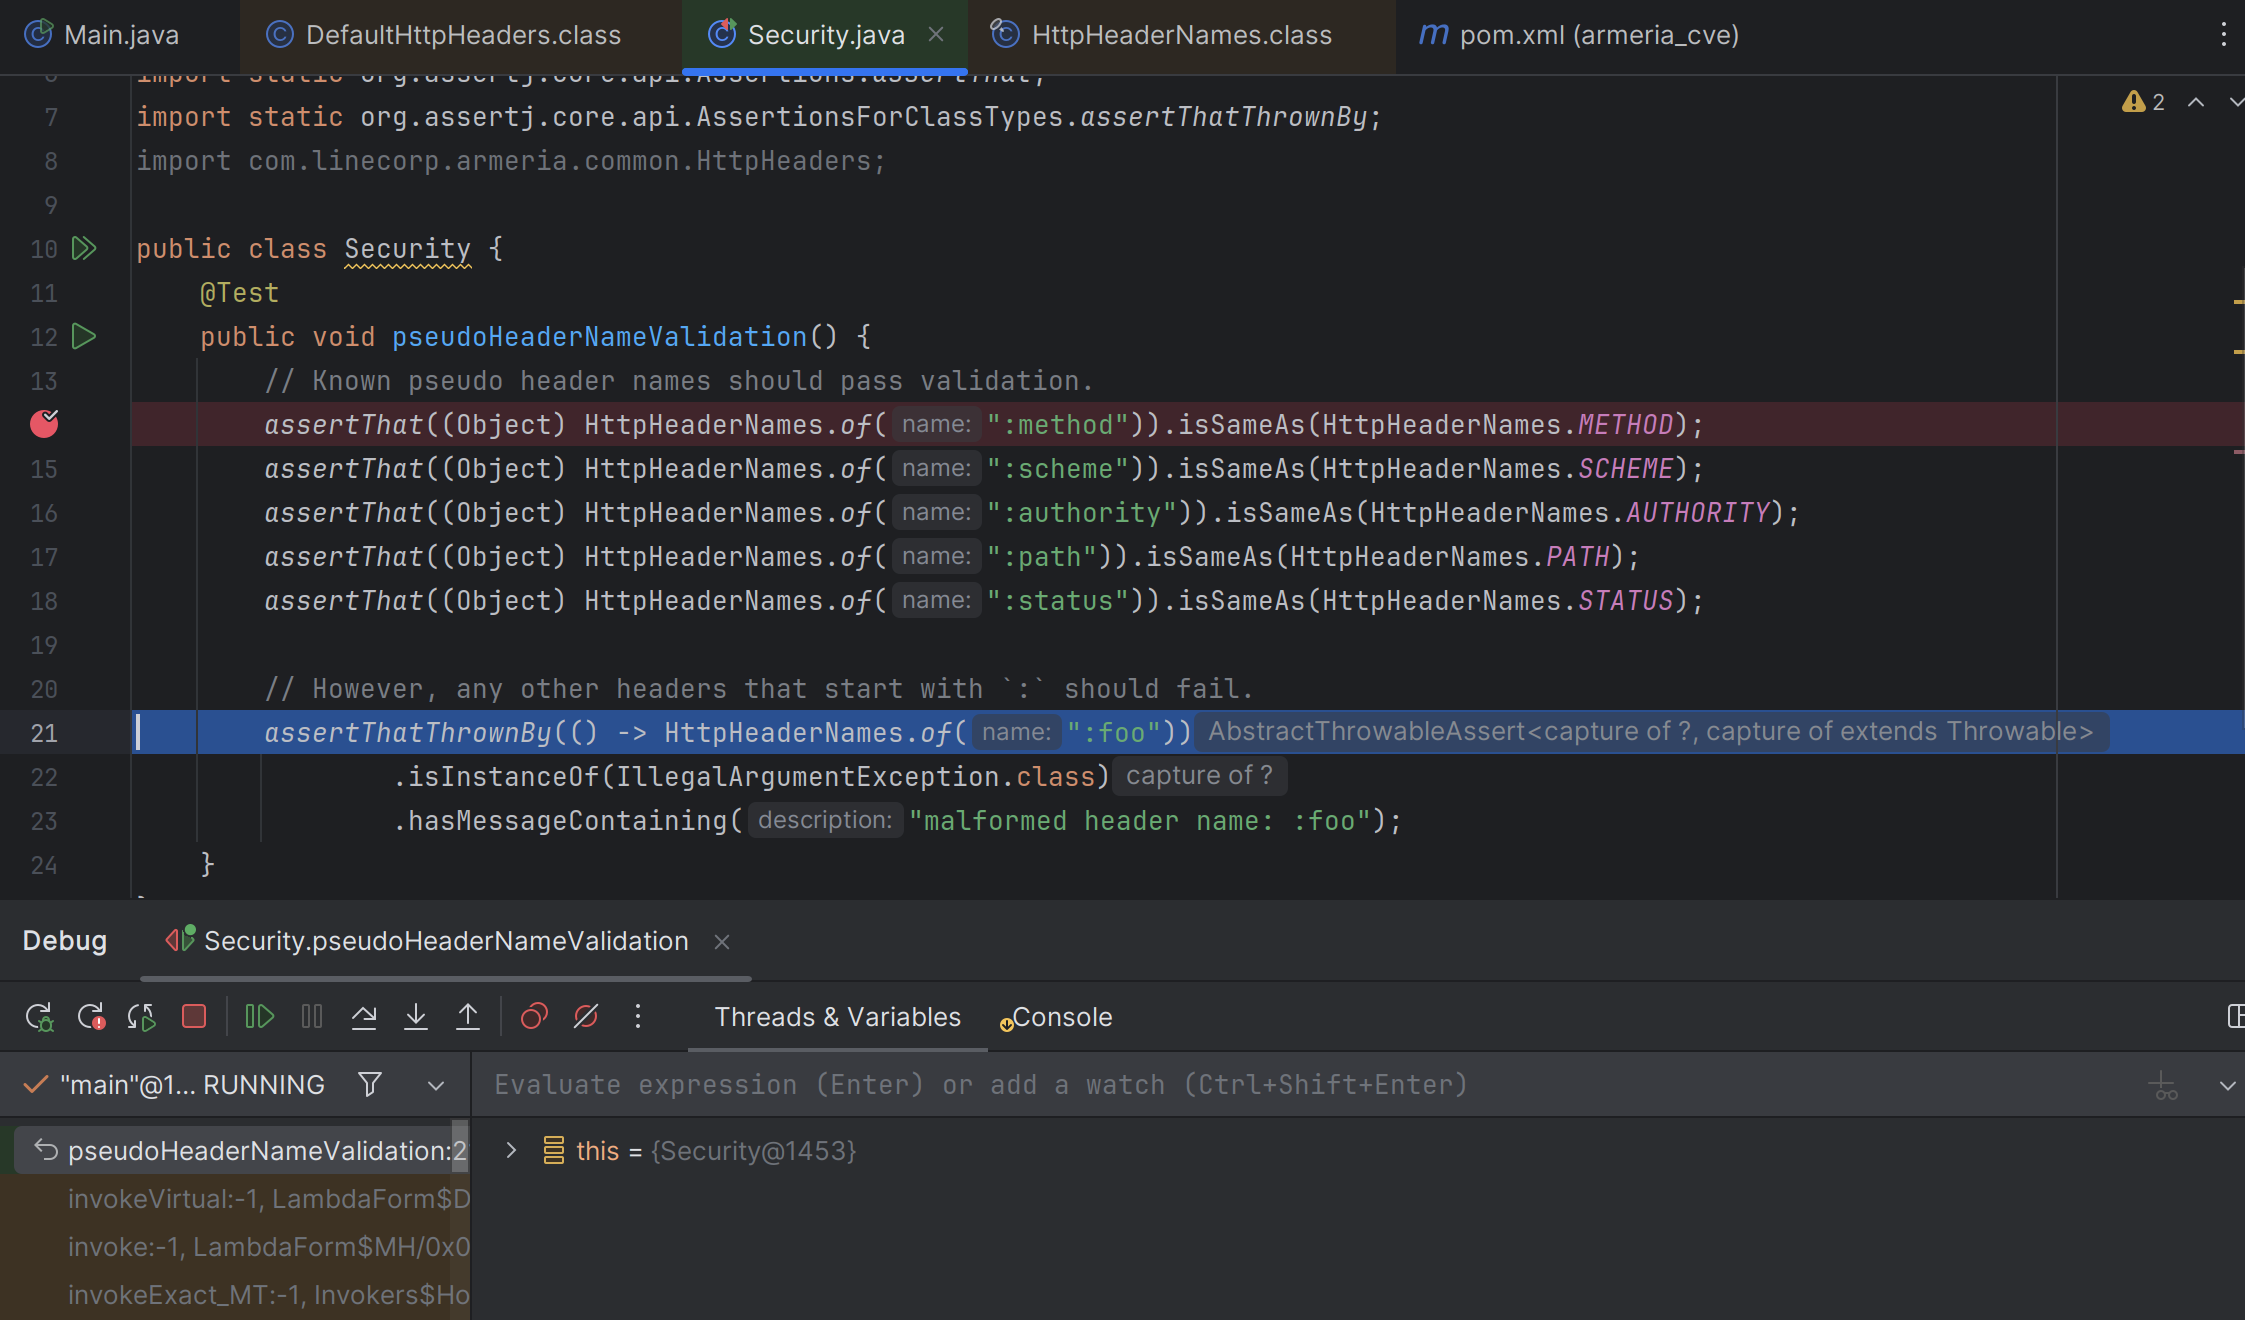 Main.java DefaultHttpHeaders.class Security.java HttpHeaderNames.class pom.xml (armeria_cve)
6 import static org.assertj.core.api.Assertions.assertThat;
7 import static org.assertj.core.api.AssertionsForClassTypes.assertThatThrownBy; 2
8 import com.linecorp.armeria.common.HttpHeaders;
9
10 public class Security {
11 @Test
12 public void pseudoHeaderNameValidation() {
13 // Known pseudo header names should pass validation.
assertThat((Object) HttpHeaderNames.of( name: ":method")).isSameAs(HttpHeaderNames.METHOD);
15 assertThat((Object) HttpHeaderNames.of( name: ":scheme")).isSameAs(HttpHeaderNames.SCHEME);
16 assertThat((Object) HttpHeaderNames.of( name: ":authority")).isSameAs(HttpHeaderNames.AUTHORITY);
17 assertThat((Object) HttpHeaderNames.of( name: ":path")).isSameAs(HttpHeaderNames.PATH);
18 assertThat((Object) HttpHeaderNames.of( name: ":status")).isSameAs(HttpHeaderNames.STATUS);
19
20 // However, any other headers that start with `:` should fail.
21 assertThatThrownBy(() -> HttpHeaderNames.of( name: ":foo")) AbstractThrowableAssert<capture of ?, capture of extends Throwable>
22 .isInstanceOf(IllegalArgumentException.class) capture of ?
23 .hasMessageContaining( description: "malformed header name: :foo");
24 }
Debug Security.pseudoHeaderNameValidation
Threads & Variables Console
"main"@1... RUNNING Evaluate expression (Enter) or add a watch (Ctrl+Shift+Enter)
pseudoHeaderNameValidation:2 this = {Security@1453}
invokeVirtual:-1, LambdaForm$D
invoke:-1, LambdaForm$MH/0x0
invokeExact_MT:-1, Invokers$Ho